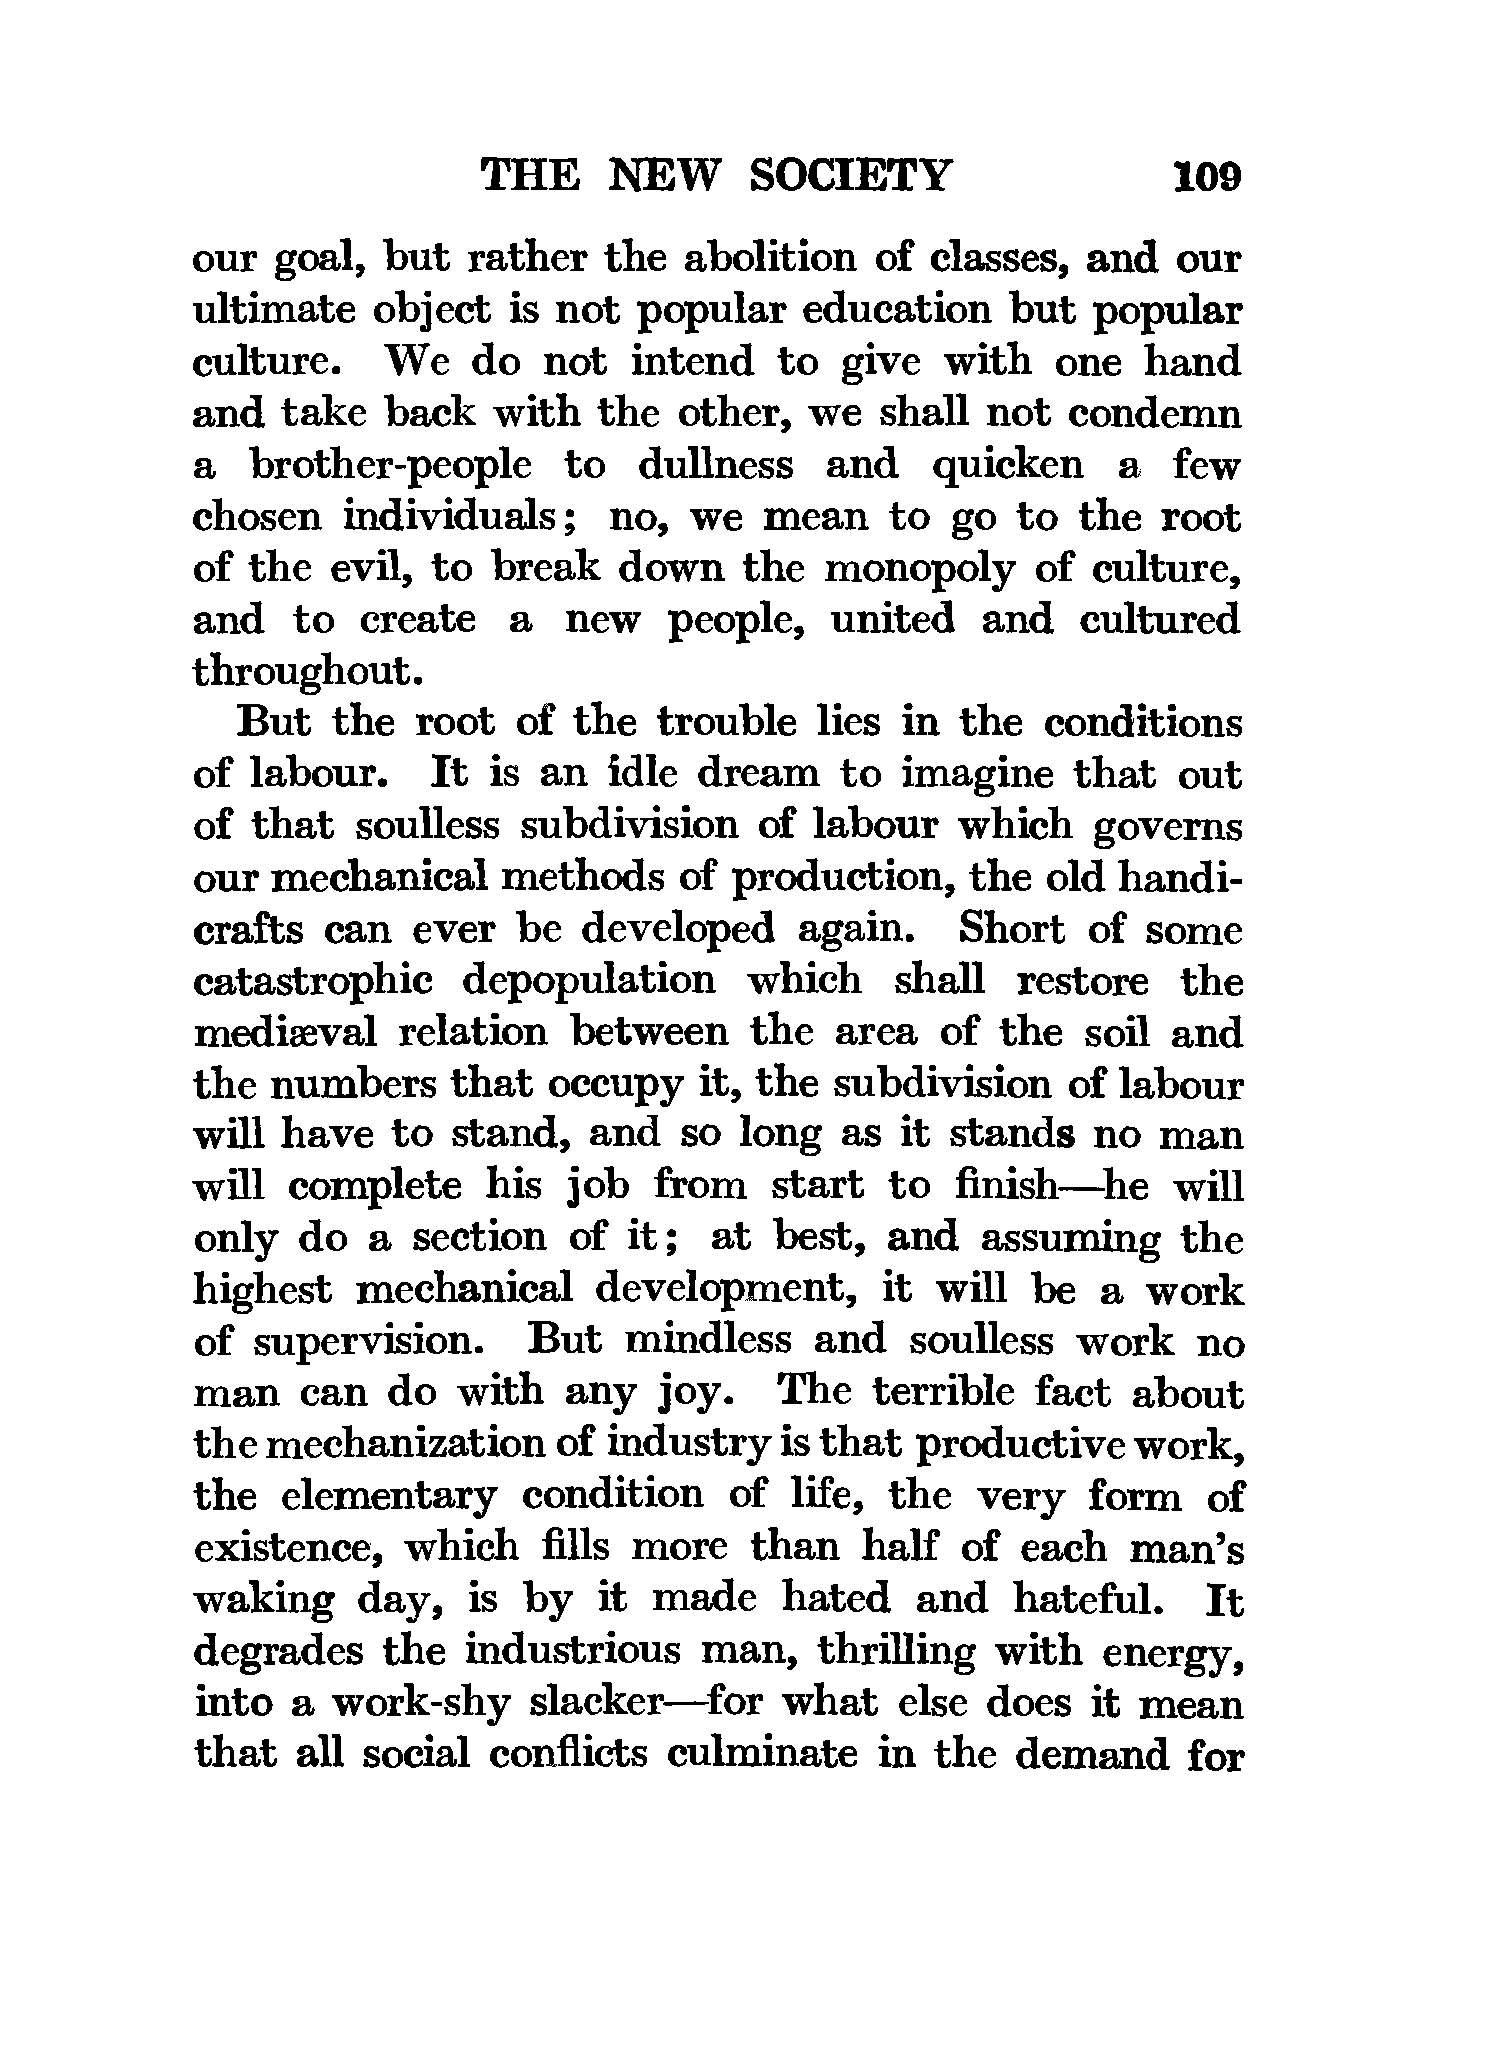 THE NEW SOCIETY 109
our goal, but rather the abolition of classes, and our
ultimate object is not popular education but popular
culture. We do not intend to give with one hand
and take back with the other, we shall not condemn
a brother-people to dullness and quicken a few
chosen individuals; no, we mean to go to the root
of the evil, to break down the monopoly of culture,
and to create a new people, united and cultured
throughout.
But the root of the trouble lies in the conditions
of labour. It is an idle dream to imagine that out
of that soulless subdivision of labour which governs
our mechanical methods of production, the old handi-
crafts can ever be developed again. Short of some
catastrophic depopulation which shall restore the
mediæval relation between the area of the soil and
the numbers that occupy it, the subdivision of labour
will have to stand, and so long as it stands no man
will complete his job from start to finish—he will
only do a section of it; at best, and assuming the
highest mechanical development, it will be a work
of supervision. But mindless and soulless work no
man can do with any joy. The terrible fact about
the mechanization of industry is that productive work,
the elementary condition of life, the very form of
existence, which fills more than half of each man's
waking day, is by it made hated and hateful. It
degrades the industrious man, thrilling with energy,
into a work-shy slacker—for what else does it mean
that all social conflicts culminate in the demand for